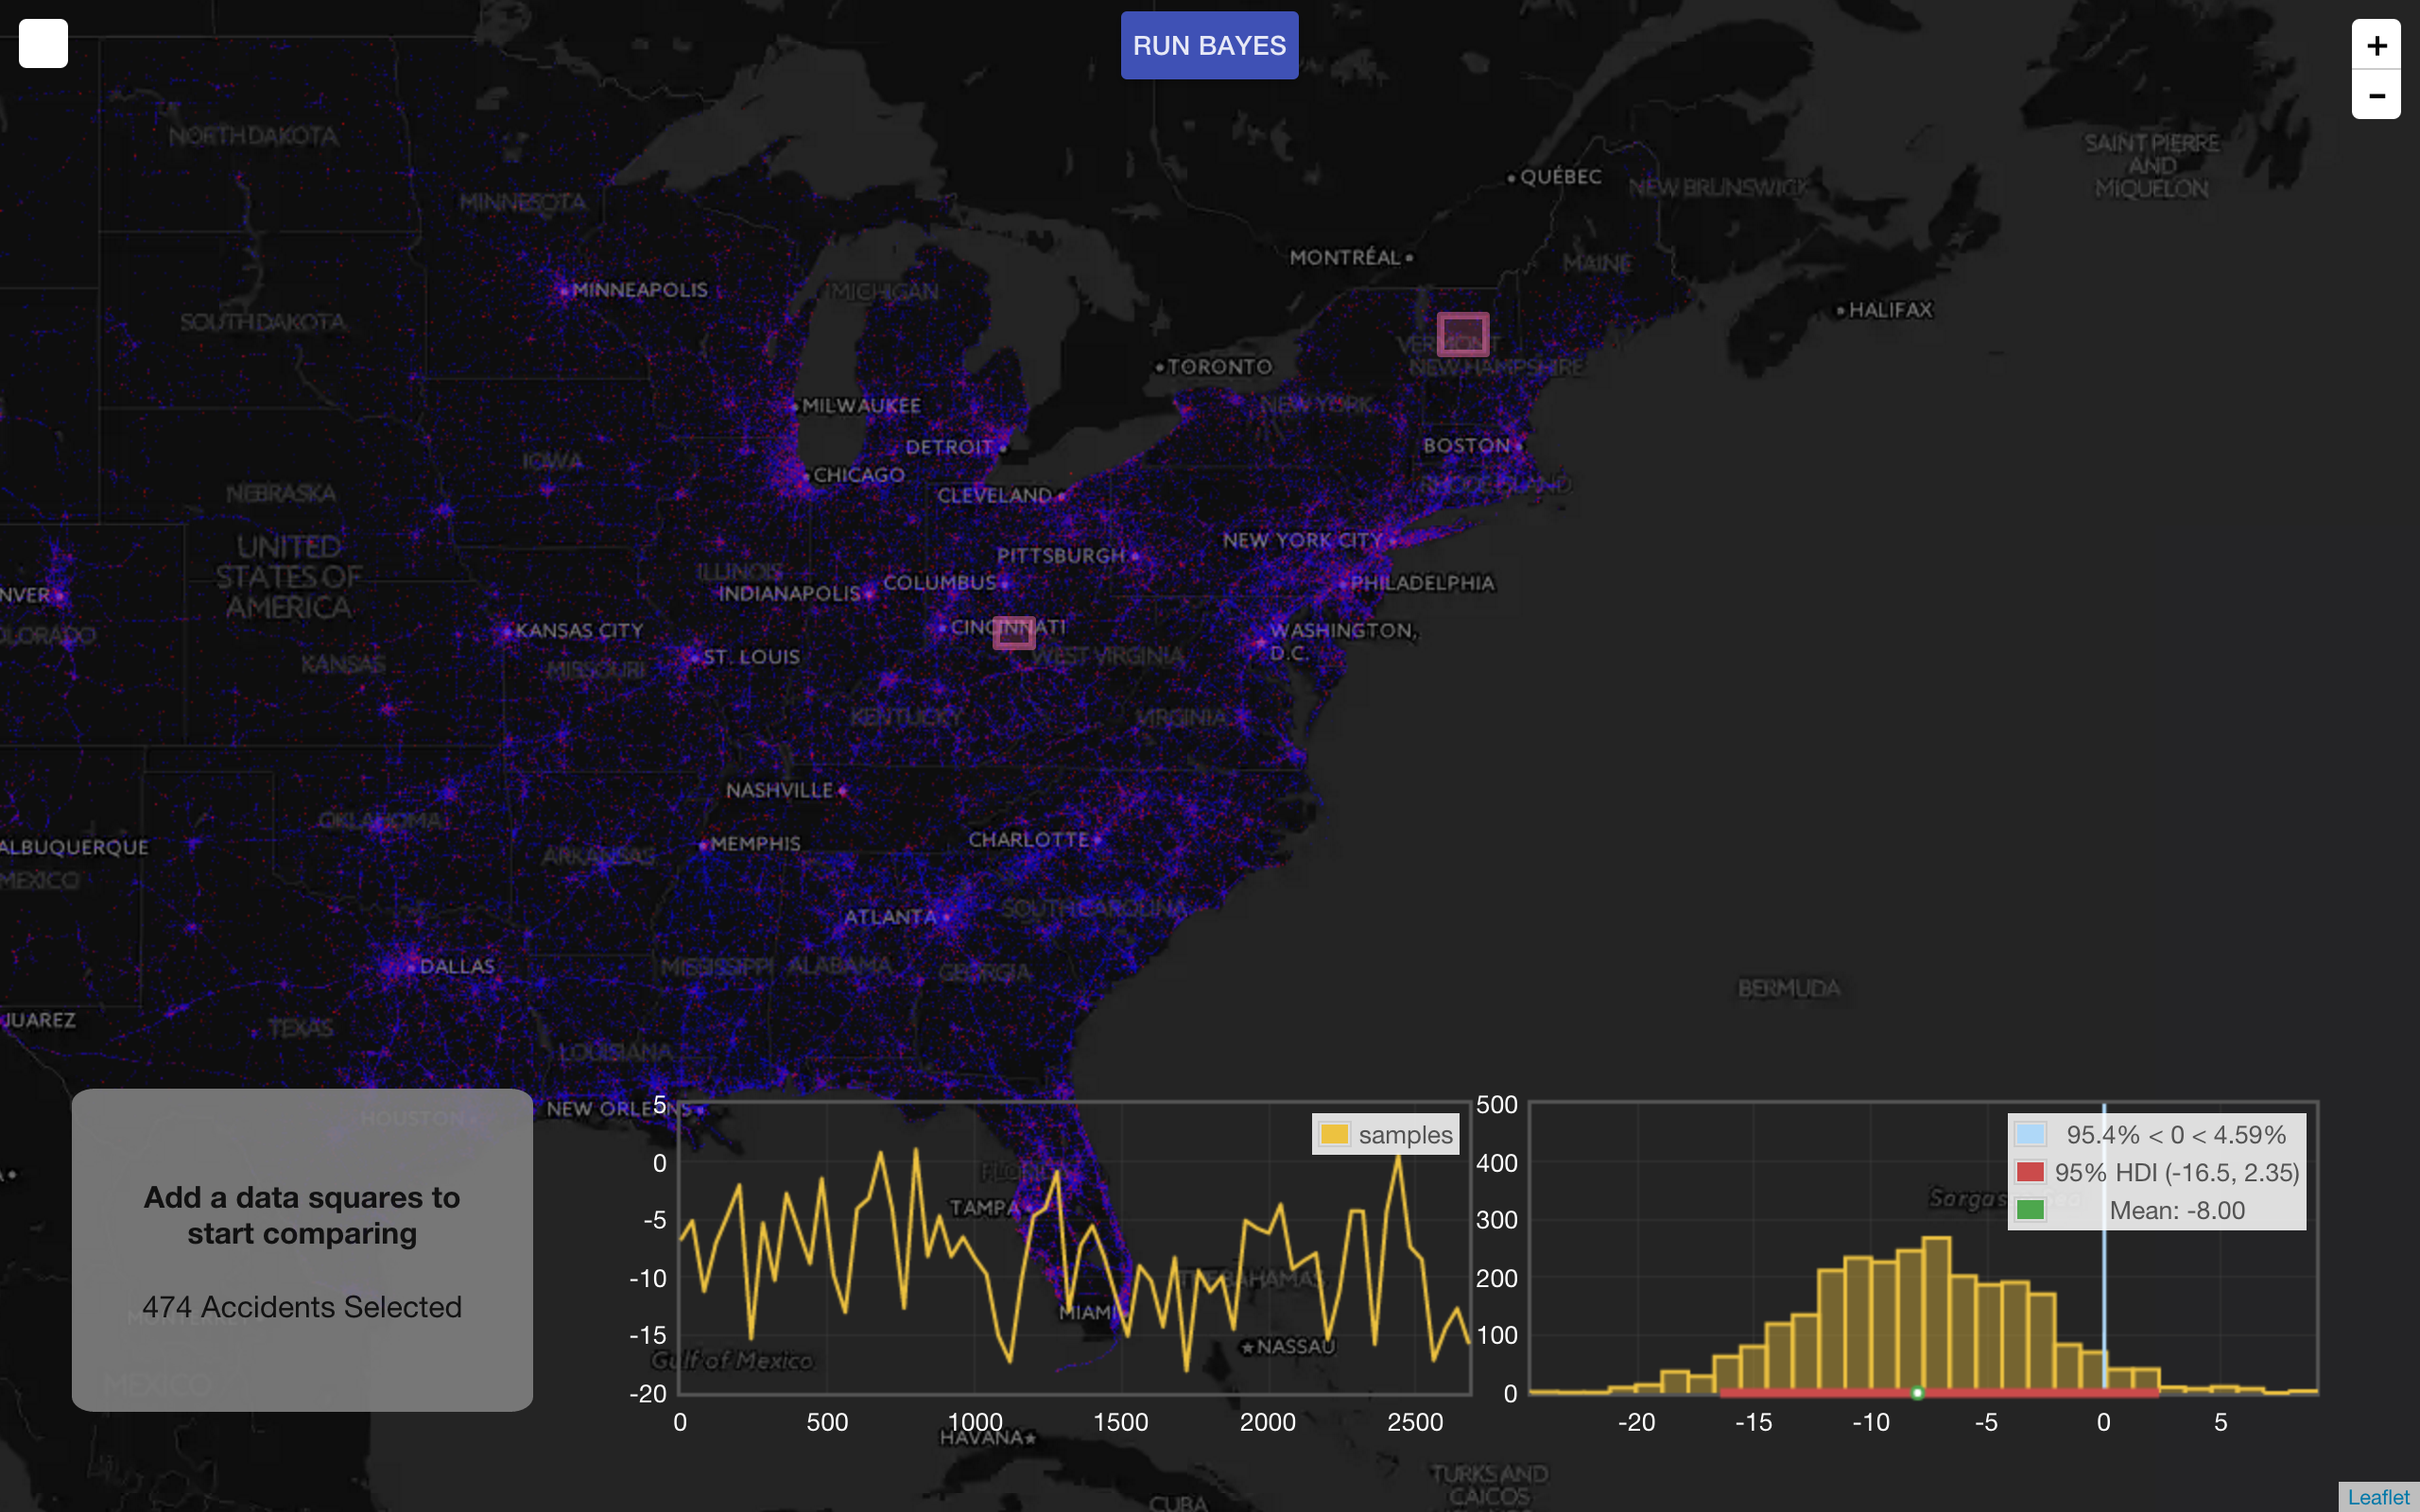 RUN BAYES
+
−
NORTH DAKOTA
MINNESOTA
QUÉBEC
NEW BRUNSWICK
SAINT PIERRE
AND
MIQUELON
MONTRÉAL
MAINE
MINNEAPOLIS
MICHIGAN
HALIFAX
SOUTH DAKOTA
VERMONT
TORONTO
NEW HAMPSHIRE
MILWAUKEE
NEW YORK
DETROIT
BOSTON
IOWA
CHICAGO
RHODE ISLAND
NEBRASKA
CLEVELAND
UNITED
STATES OF
AMERICA
NEW YORK CITY
PITTSBURGH
ILLINOIS
COLUMBUS
PHILADELPHIA
NVER
INDIANAPOLIS
OLORADO
KANSAS CITY
CINCINNATI
WASHINGTON,
D.C.
KANSAS
MISSOURI
ST. LOUIS
WEST VIRGINIA
KENTUCKY
VIRGINIA
NASHVILLE
OKLAHOMA
ALBUQUERQUE
MEMPHIS
CHARLOTTE
ARKANSAS
MEXICO
ATLANTA
SOUTH CAROLINA
DALLAS
MISSISSIPPI
ALABAMA
GEORGIA
BERMUDA
JUAREZ
TEXAS
LOUISIANA
HOUSTON
NEW ORLEANS
Add a data squares to
start comparing
474 Accidents Selected
MONTERREY
MEXICO
5
0
-5
-10
-15
-20
0
500
1000
1500
2000
2500
samples
TAMPA
THE BAHAMAS
MIAMI
NASSAU
Gulf of Mexico
HAVANA
CUBA
TURKS AND
CAICOS
500
400
300
200
100
0
-20
-15
-10
-5
0
5
95.4% < 0 < 4.59%
95% HDI (-16.5, 2.35)
Mean: -8.00
Leaflet